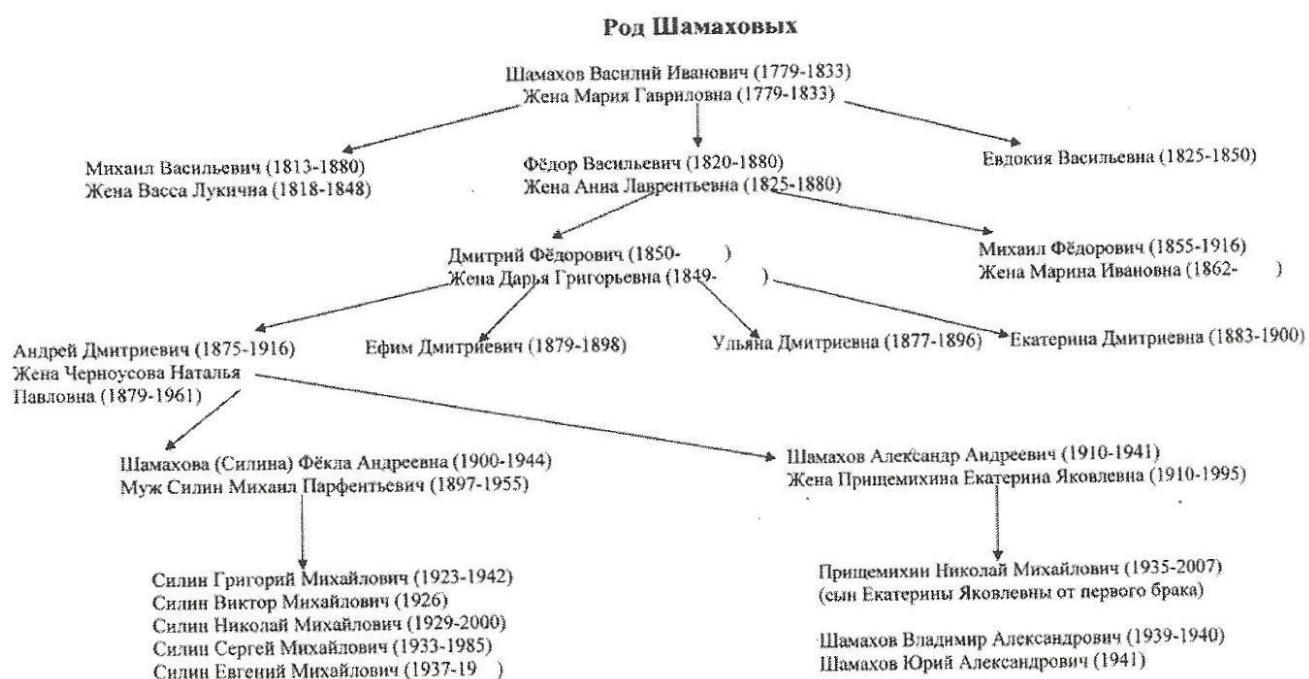 Род Шамаховых
Шамахов Василий Иванович (1779-1833)
Жена Мария Гавриловна (1779-1833)
Михаил Васильевич (1813-1880)
Жена Васса Лукична (1818-1848)
Фёдор Васильевич (1820-1880)
Жена Анна Лаврентьевна (1825-1880)
Евдокия Васильевна (1825-1850)
Дмитрий Фёдорович (1850- )
Жена Дарья Григорьевна (1849- )
Михаил Фёдорович (1855-1916)
Жена Марина Ивановна (1862- )
Андрей Дмитриевич (1875-1916)
Жена Черноусова Наталья
Павловна (1879-1961)
Ефим Дмитриевич (1879-1898)
Ульяна Дмитриевна (1877-1896)
Екатерина Дмитриевна (1883-1900)
Шамахова (Силина) Фёкла Андреевна (1900-1944)
Муж Силин Михаил Парфентьевич (1897-1955)
Шамахов Александр Андреевич (1910-1941)
Жена Прищемихина Екатерина Яковлевна (1910-1995)
Силин Григорий Михайлович (1923-1942)
Силин Виктор Михайлович (1926)
Силин Николай Михайлович (1929-2000)
Силин Сергей Михайлович (1933-1985)
Силин Евгений Михайлович (1937-19 )
Прищемихин Николай Михайлович (1935-2007)
(сын Екатерины Яковлевны от первого брака)
Шамахов Владимир Александрович (1939-1940)
Шамахов Юрий Александрович (1941)